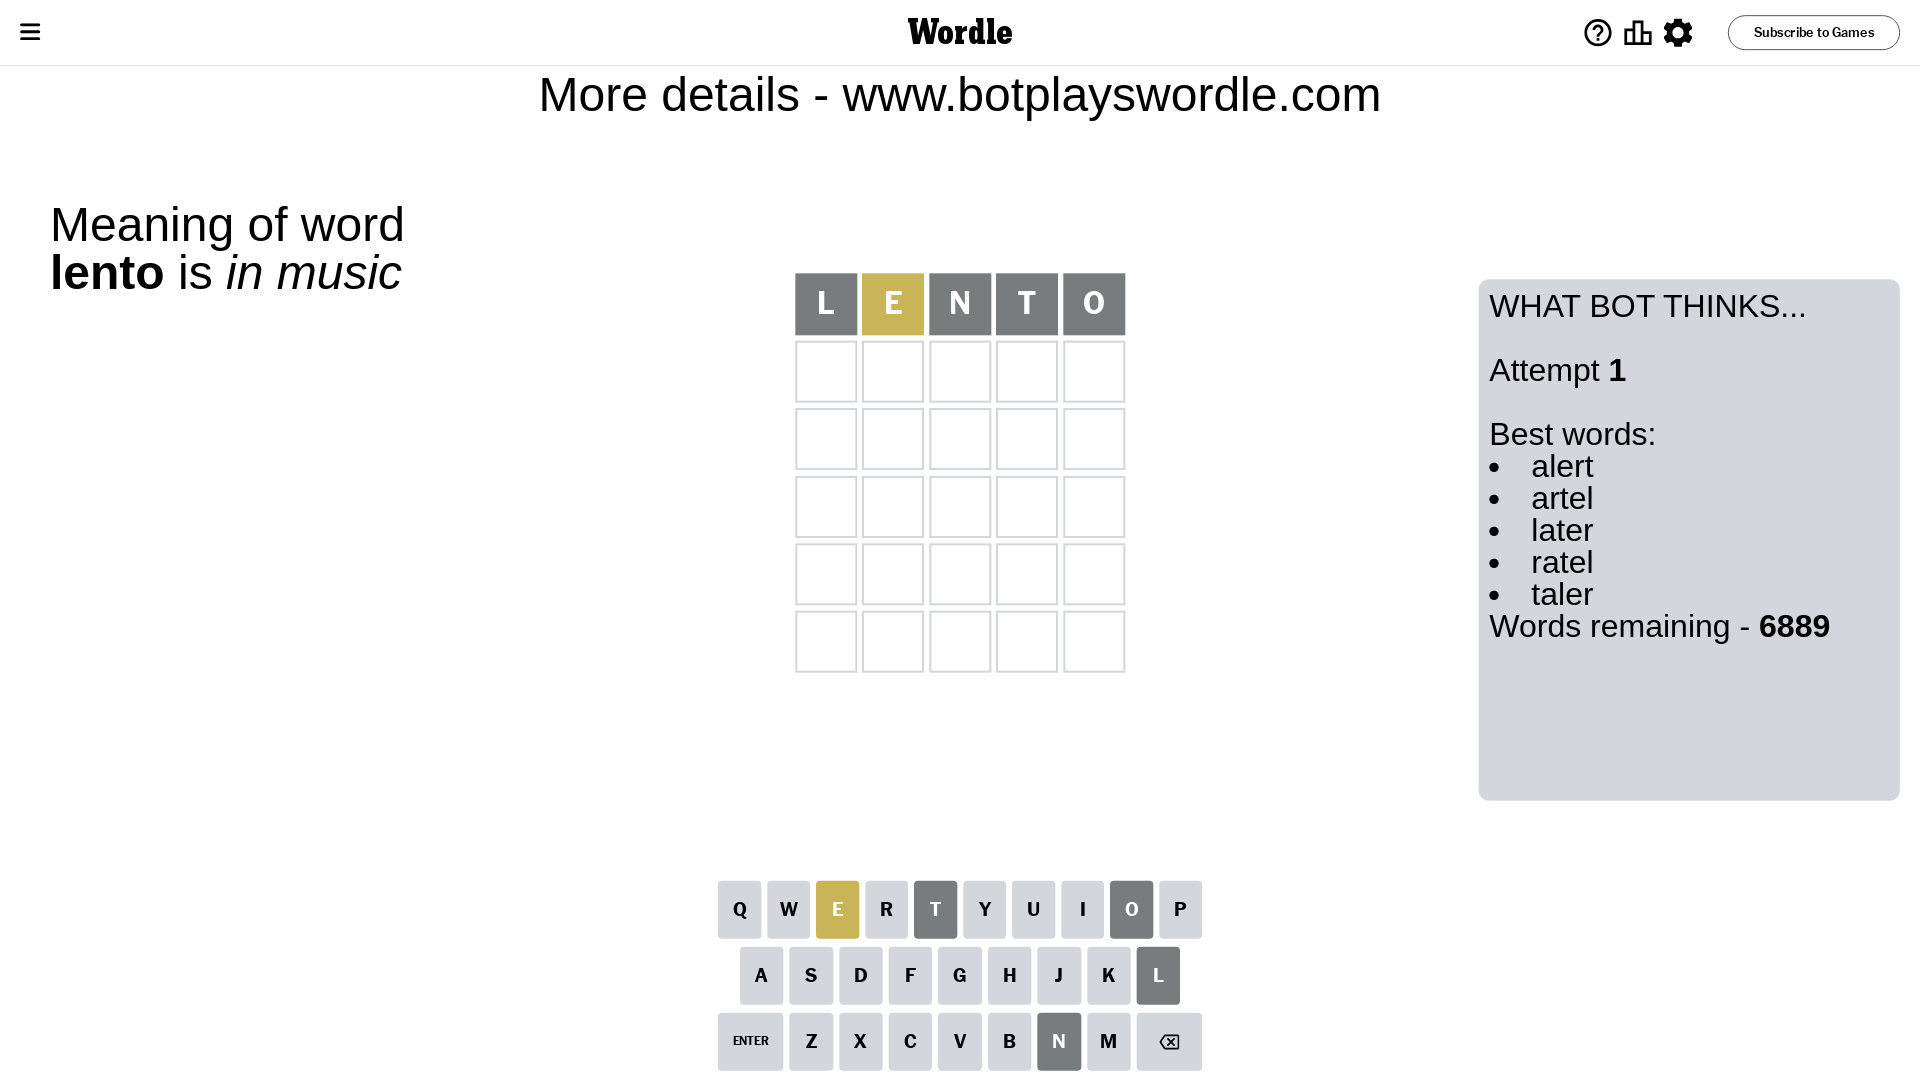 Wordle
Subscribe to Games
More details - www.botplayswordle.com
Meaning of word
lento is in music
L E N T O
WHAT BOT THINKS...
Attempt 1
Best words:
• alert
• artel
• later
• ratel
• taler
Words remaining - 6889
Q W E R T Y U I O P
A S D F G H J K L
ENTER Z X C V B N M